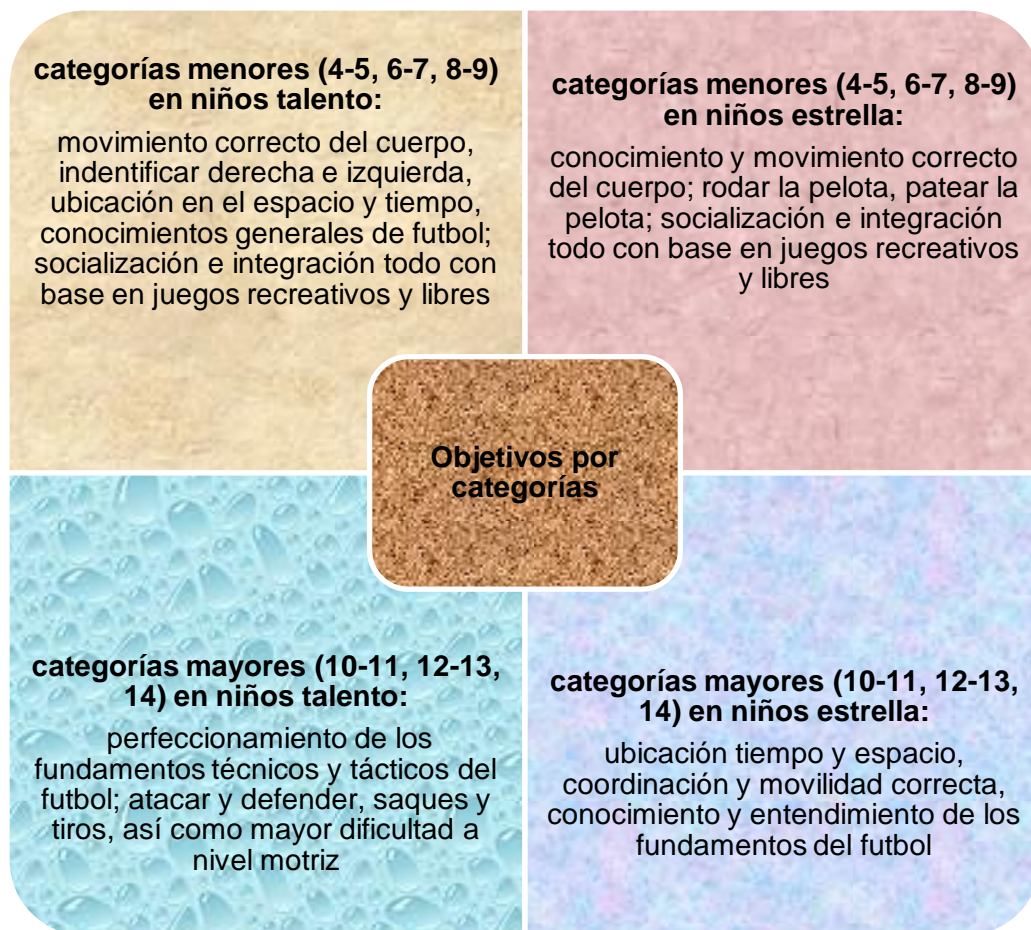 categorías menores (4-5, 6-7, 8-9)
en niños talento:
movimiento correcto del cuerpo,
indentificar derecha e izquierda,
ubicación en el espacio y tiempo,
conocimientos generales de futbol;
socialización e integración todo con
base en juegos recreativos y libres
categorías menores (4-5, 6-7, 8-9)
en niños estrella:
conocimiento y movimiento correcto
del cuerpo; rodar la pelota, patear la
pelota; socialización e integración
todo con base en juegos recreativos
y libres
Objetivos por
categorías
categorías mayores (10-11, 12-13,
14) en niños talento:
perfeccionamiento de los
fundamentos técnicos y tácticos del
futbol; atacar y defender, saques y
tiros, así como mayor dificultad a
nivel motriz
categorías mayores (10-11, 12-13,
14) en niños estrella:
ubicación tiempo y espacio,
coordinación y movilidad correcta,
conocimiento y entendimiento de los
fundamentos del futbol